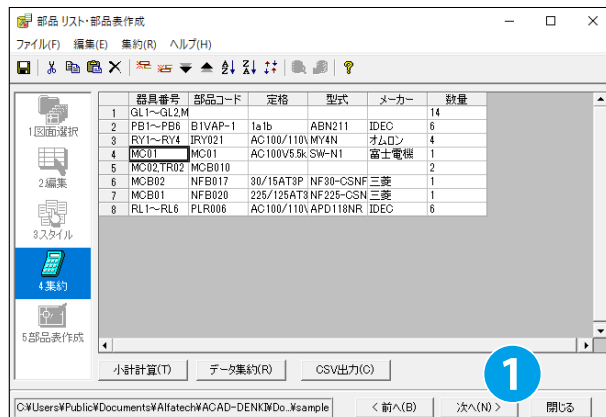 部品 リスト・部品表作成
ファイル(F) 編集(E) 集約(R) ヘルプ(H)
器具番号 部品コード 定格 型式 メーカー 数量
1 GL1～GL2,M 14
2 PB1～PB6 B1VAP-1 1a1b ABN211 IDEC 6
3 RY1～RY4 IRY021 AC100/110V MY4N オムロン 4
4 MC01 MC01 AC100V5.5k SW-N1 富士電機 1
5 MC02,TR02 MCB010 2
6 MCB02 NFB017 30/15AT3P NF30-CSNF 三菱 1
7 MCB01 NFB020 225/125AT3 NF225-CSN 三菱 1
8 RL1～RL6 PLR006 AC100/110V APD118NR IDEC 6
1図面選択
2.編集
3.スタイル
4.集約
5部品表作成
小計計算(T) データ集約(R) CSV出力(C)
1
C:¥Users¥Public¥Documents¥Alfatech¥ACAD-DENKI¥Do..¥sample
< 前へ(B) 次へ(N) > 閉じる